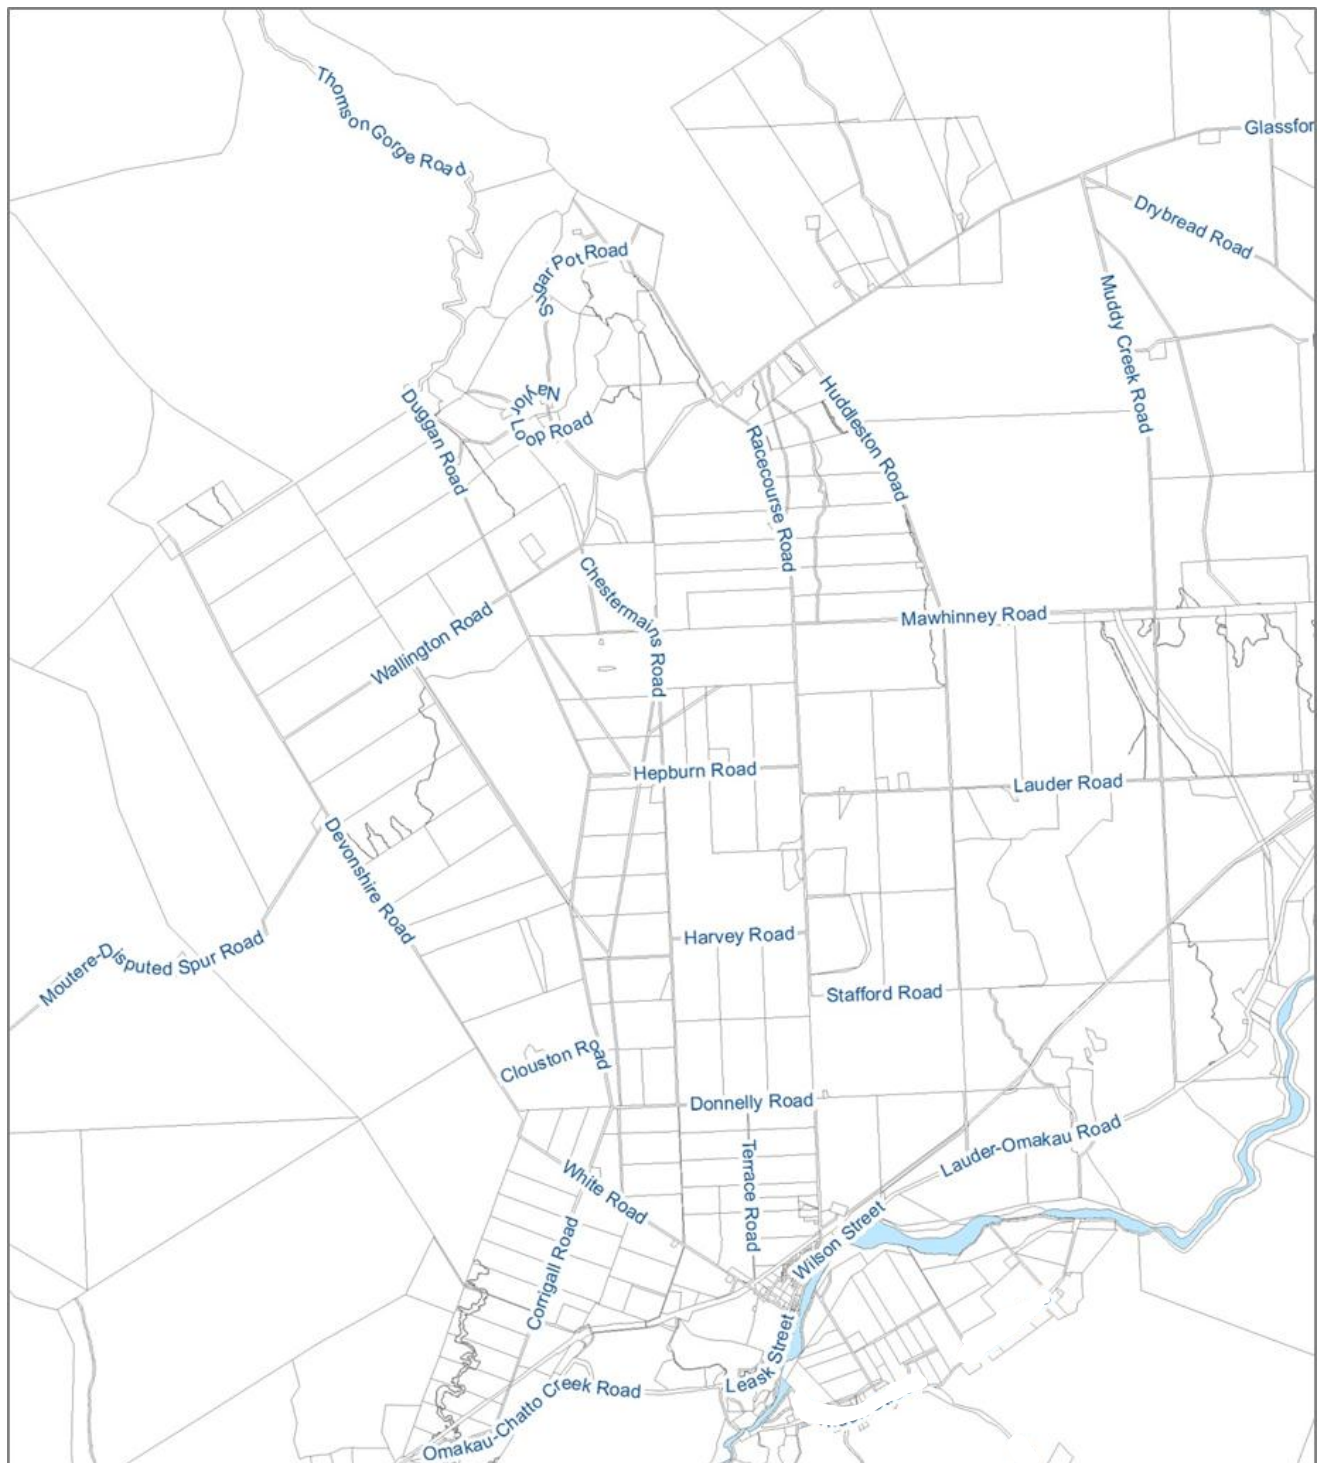 Thomson Gorge Road
Glassfor
Drybread Road
Sugar Pot Road
Muddy Creek Road
Naylor Loop Road
Duggan Road
Huddleston Road
Racecourse Road
Chestermains Road
Wallington Road
Mawhinney Road
Hepburn Road
Lauder Road
Devonshire Road
Harvey Road
Moutere-Disputed Spur Road
Stafford Road
Clouston Road
Donnelly Road
Lauder-Omakau Road
Terrace Road
White Road
Corrigall Road
Wilson Street
Leask Street
Omakau-Chatto Creek Road